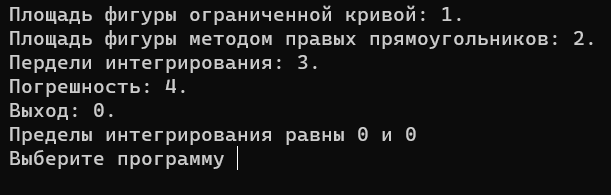 Площадь фигуры ограниченной кривой: 1.
Площадь фигуры методом правых прямоугольников: 2.
Пердели интегрирования: 3.
Погрешность: 4.
Выход: 0.
Пределы интегрирования равны 0 и 0
Выберите программу